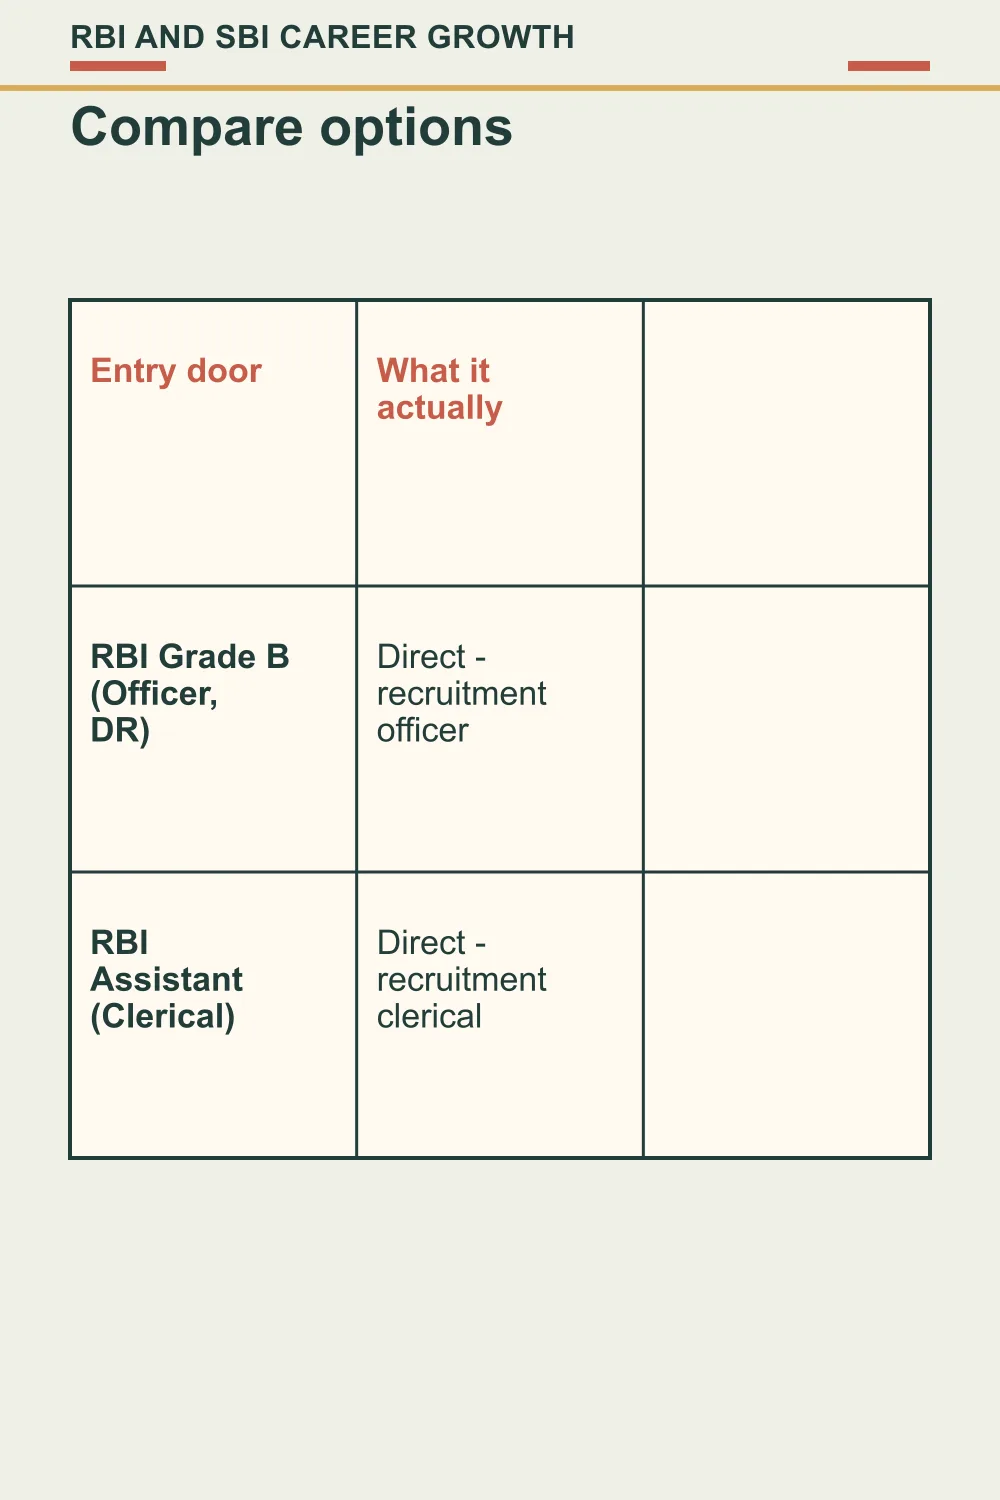 RBI AND SBI CAREER GROWTH
Compare options
Entry door
What it
actually
RBI Grade B
(Officer,
DR)
Direct -
recruitment
officer
RBI
Assistant
(Clerical)
Direct -
recruitment
clerical